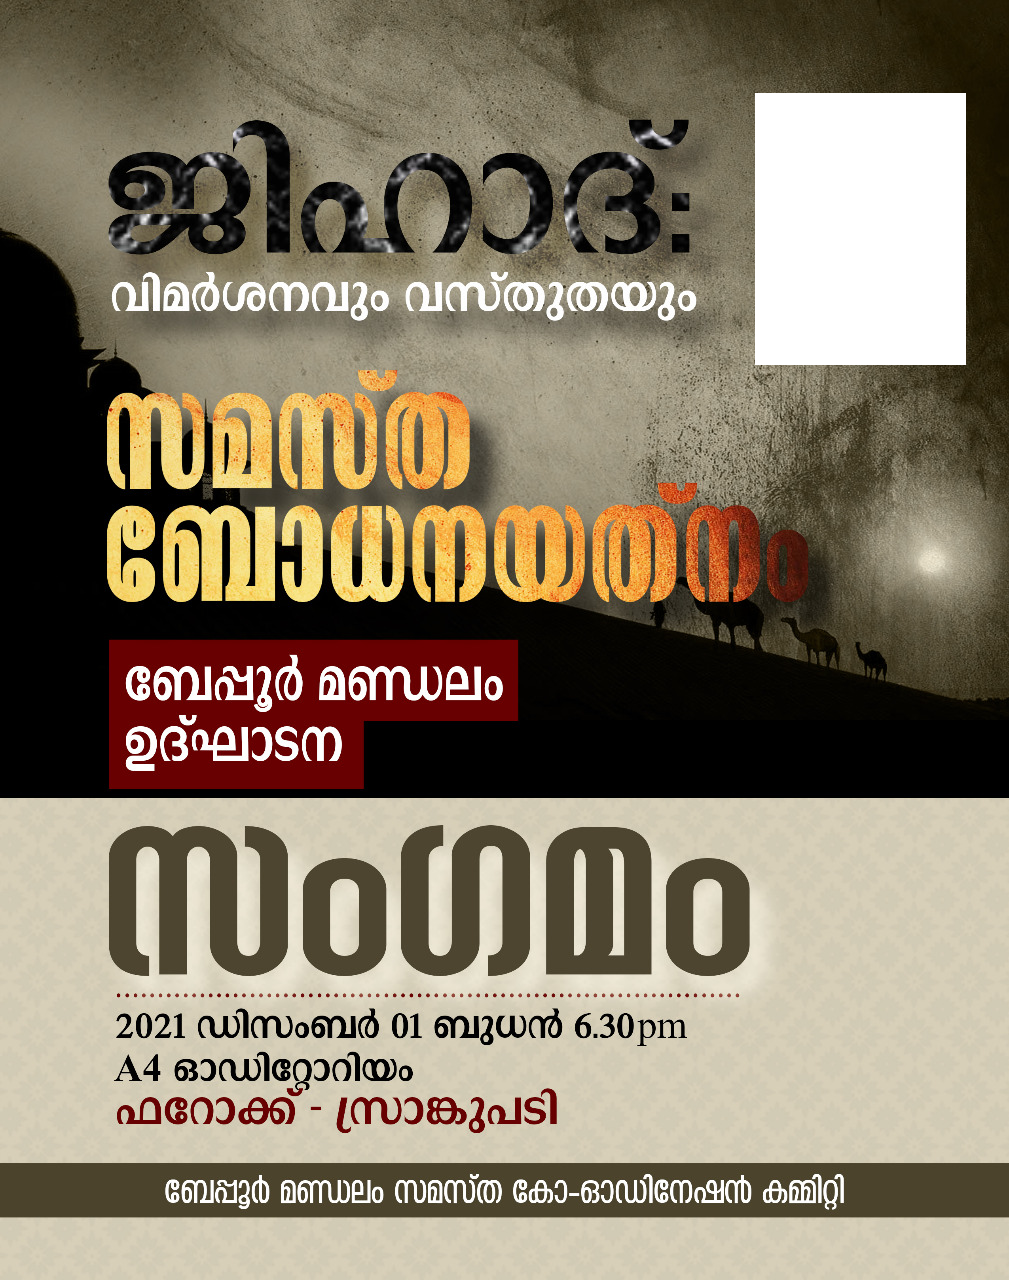 ജിഹാദ്:
വിമർശനവും വസ്തുതയും
സമസ്ത
ബോധനയത്നം
ബേപ്പൂർ മണ്ഡലം
ഉദ്ഘാടന
സംഗമം
2021 ഡിസംബർ 01 ബുധൻ 6.30pm
A4 ഓഡിറ്റോറിയം
ഫറോക്ക് - സ്രാങ്കുപടി
ബേപ്പൂർ മണ്ഡലം സമസ്ത കോ-ഓഡിനേഷൻ കമ്മിറ്റി